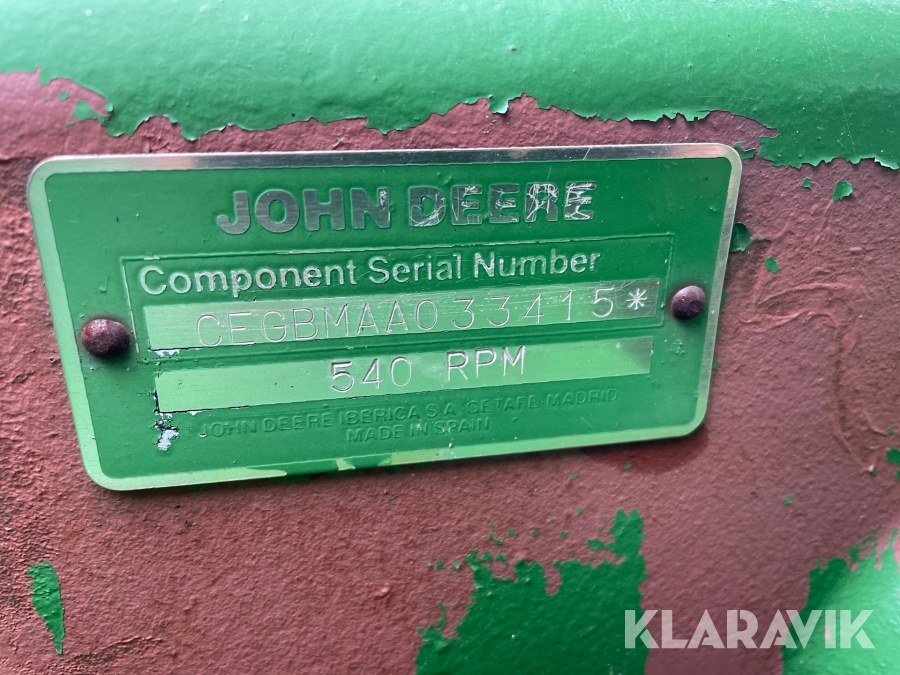 JOHN DEERE
Component Serial Number
CEGBMAA033415*
540 RPM
JOHN DEERE IBERICA S.A. GETAFE-MADRID
MADE IN SPAIN
KLARAVIK